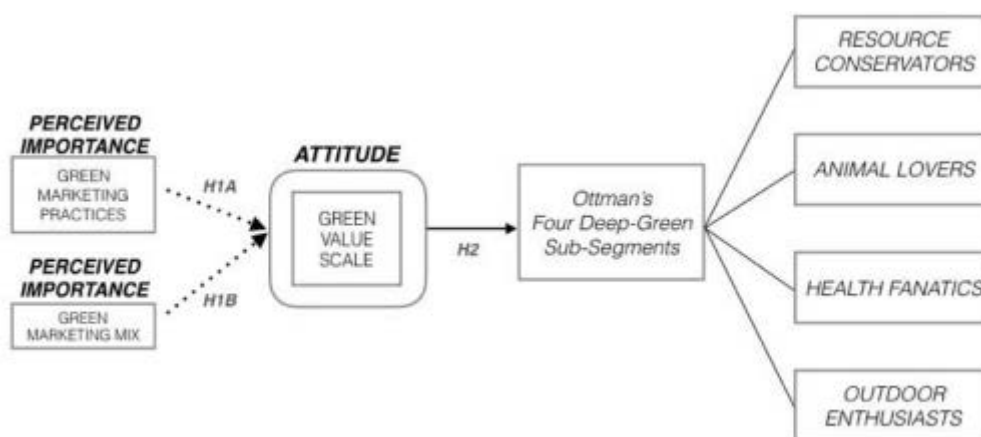 PERCEIVED
IMPORTANCE
GREEN
MARKETING
PRACTICES
H1A
PERCEIVED
IMPORTANCE
GREEN
MARKETING MIX
H1B
ATTITUDE
GREEN
VALUE
SCALE
H2
Ottman's
Four Deep-Green
Sub-Segments
RESOURCE
CONSERVATORS
ANIMAL LOVERS
HEALTH FANATICS
OUTDOOR
ENTHUSIASTS